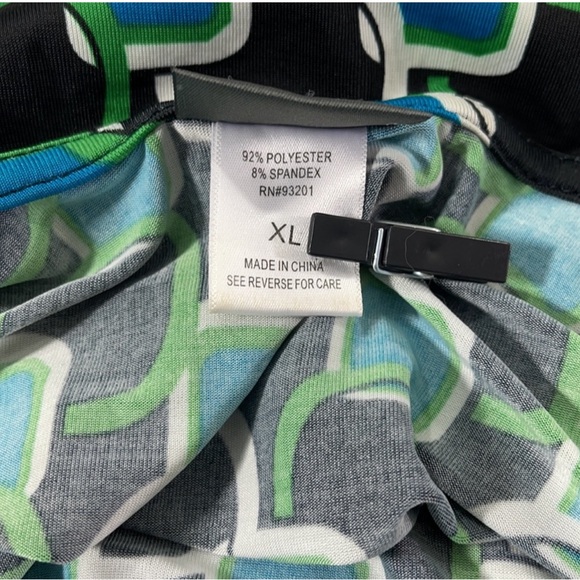 92% POLYESTER
8% SPANDEX
RN#93201
XL
MADE IN CHINA
SEE REVERSE FOR CARE